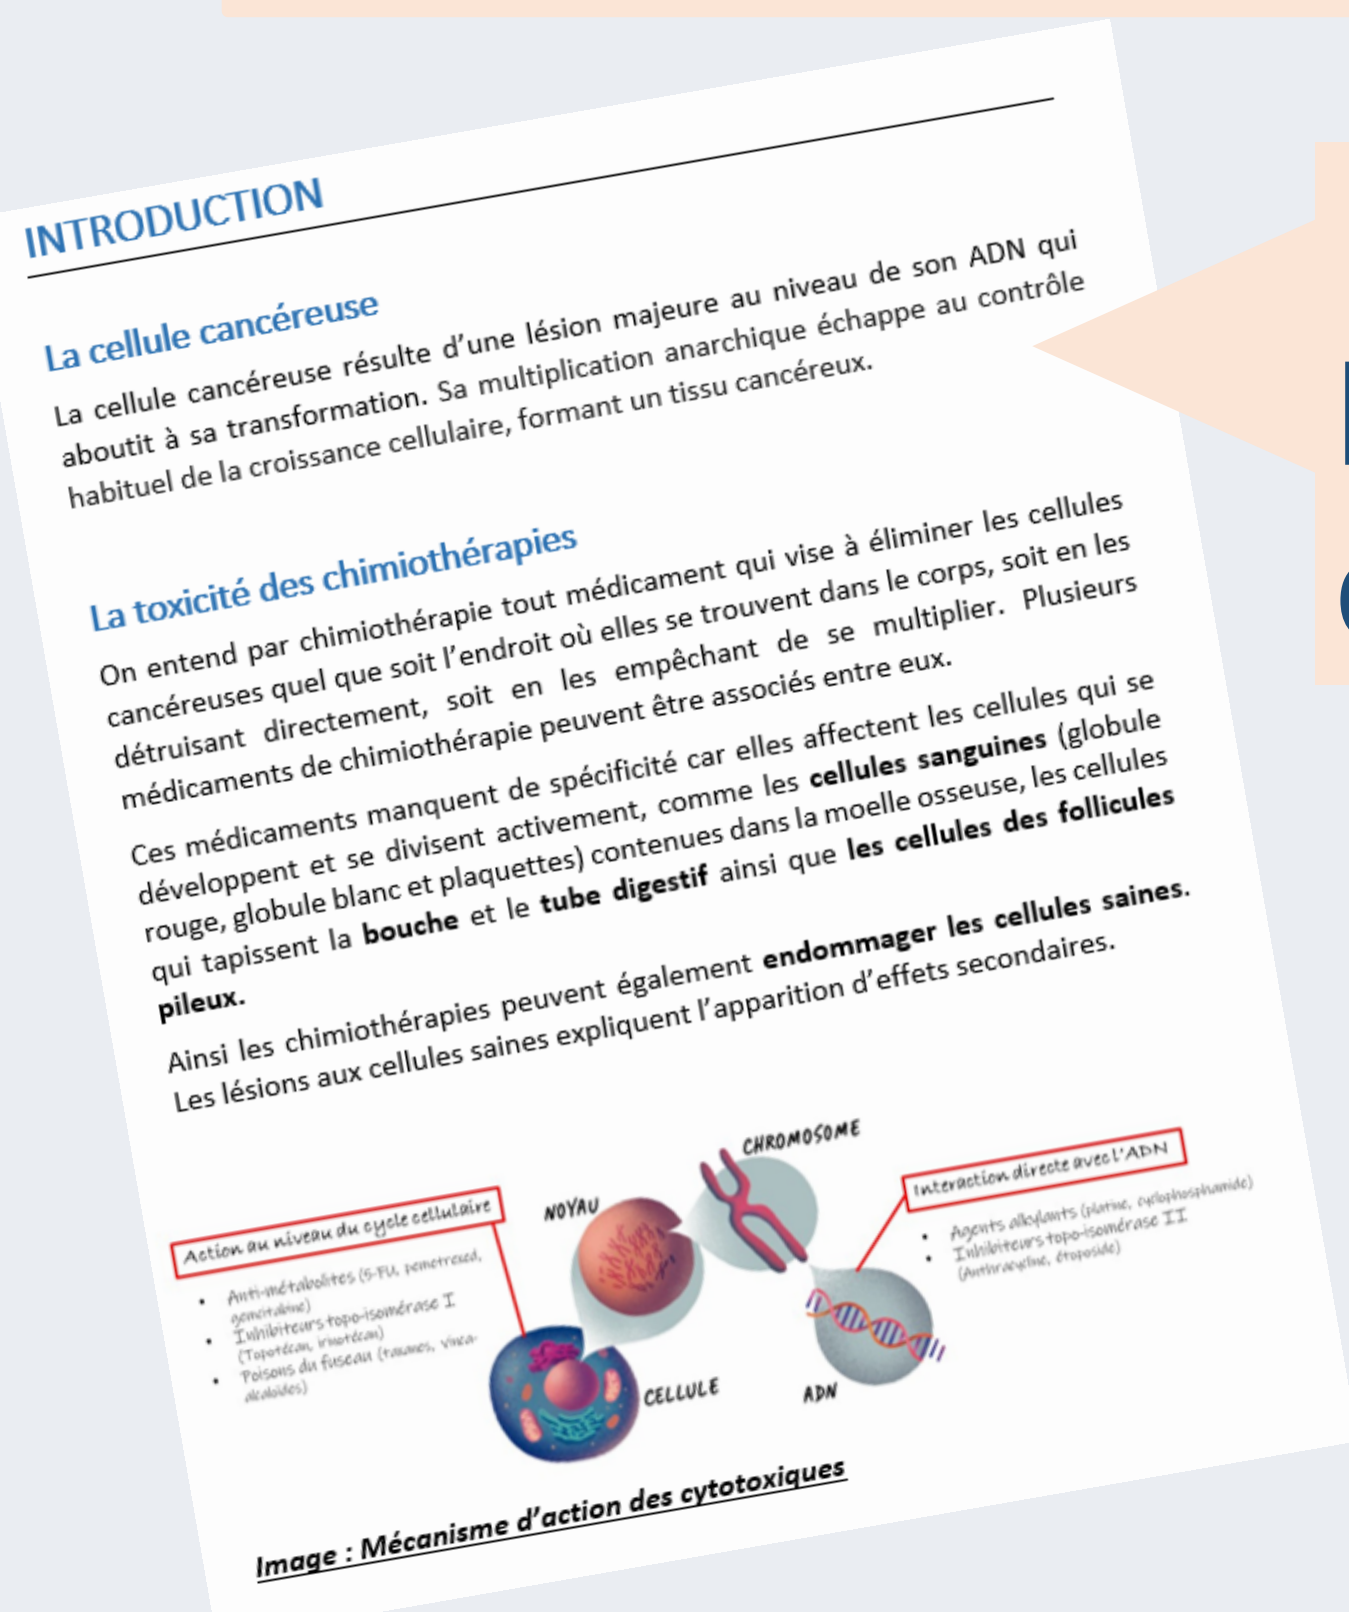 INTRODUCTION
La cellule cancéreuse
La cellule cancéreuse résulte d’une lésion majeure au niveau de son ADN qui
aboutit à sa transformation. Sa multiplication anarchique échappe au contrôle
habituel de la croissance cellulaire, formant un tissu cancéreux.
La toxicité des chimiothérapies
On entend par chimiothérapie tout médicament qui vise à éliminer les cellules
cancéreuses quel que soit l’endroit où elles se trouvent dans le corps, soit en les
détruisant directement, soit en les empêchant de se multiplier. Plusieurs
médicaments de chimiothérapie peuvent être associés entre eux.
Ces médicaments manquent de spécificité car elles affectent les cellules qui se
développent et se divisent activement, comme les cellules sanguines (globule
rouge, globule blanc et plaquettes) contenues dans la moelle osseuse, les cellules
qui tapissent la bouche et le tube digestif ainsi que les cellules des follicules
pileux.
Ainsi les chimiothérapies peuvent également endommager les cellules saines.
Les lésions aux cellules saines expliquent l’apparition d’effets secondaires.
Action au niveau du cycle cellulaire
• Anti-métabolites (5-FU, pemetrexed,
gemcitabine)
• Inhibiteurs topo-isomérase I
(Topotécan, irinotécan)
• Poisons du fuseau (taxanes, vinca-
alcaloïdes)
NOYAU
CHROMOSOME
CELLULE
ADN
Interaction directe avec l'ADN
• Agents alkylants (platine, cyclophosphamide)
• Inhibiteurs topo-isomérase II
(Anthracycline, étoposide)
Image : Mécanisme d’action des cytotoxiques